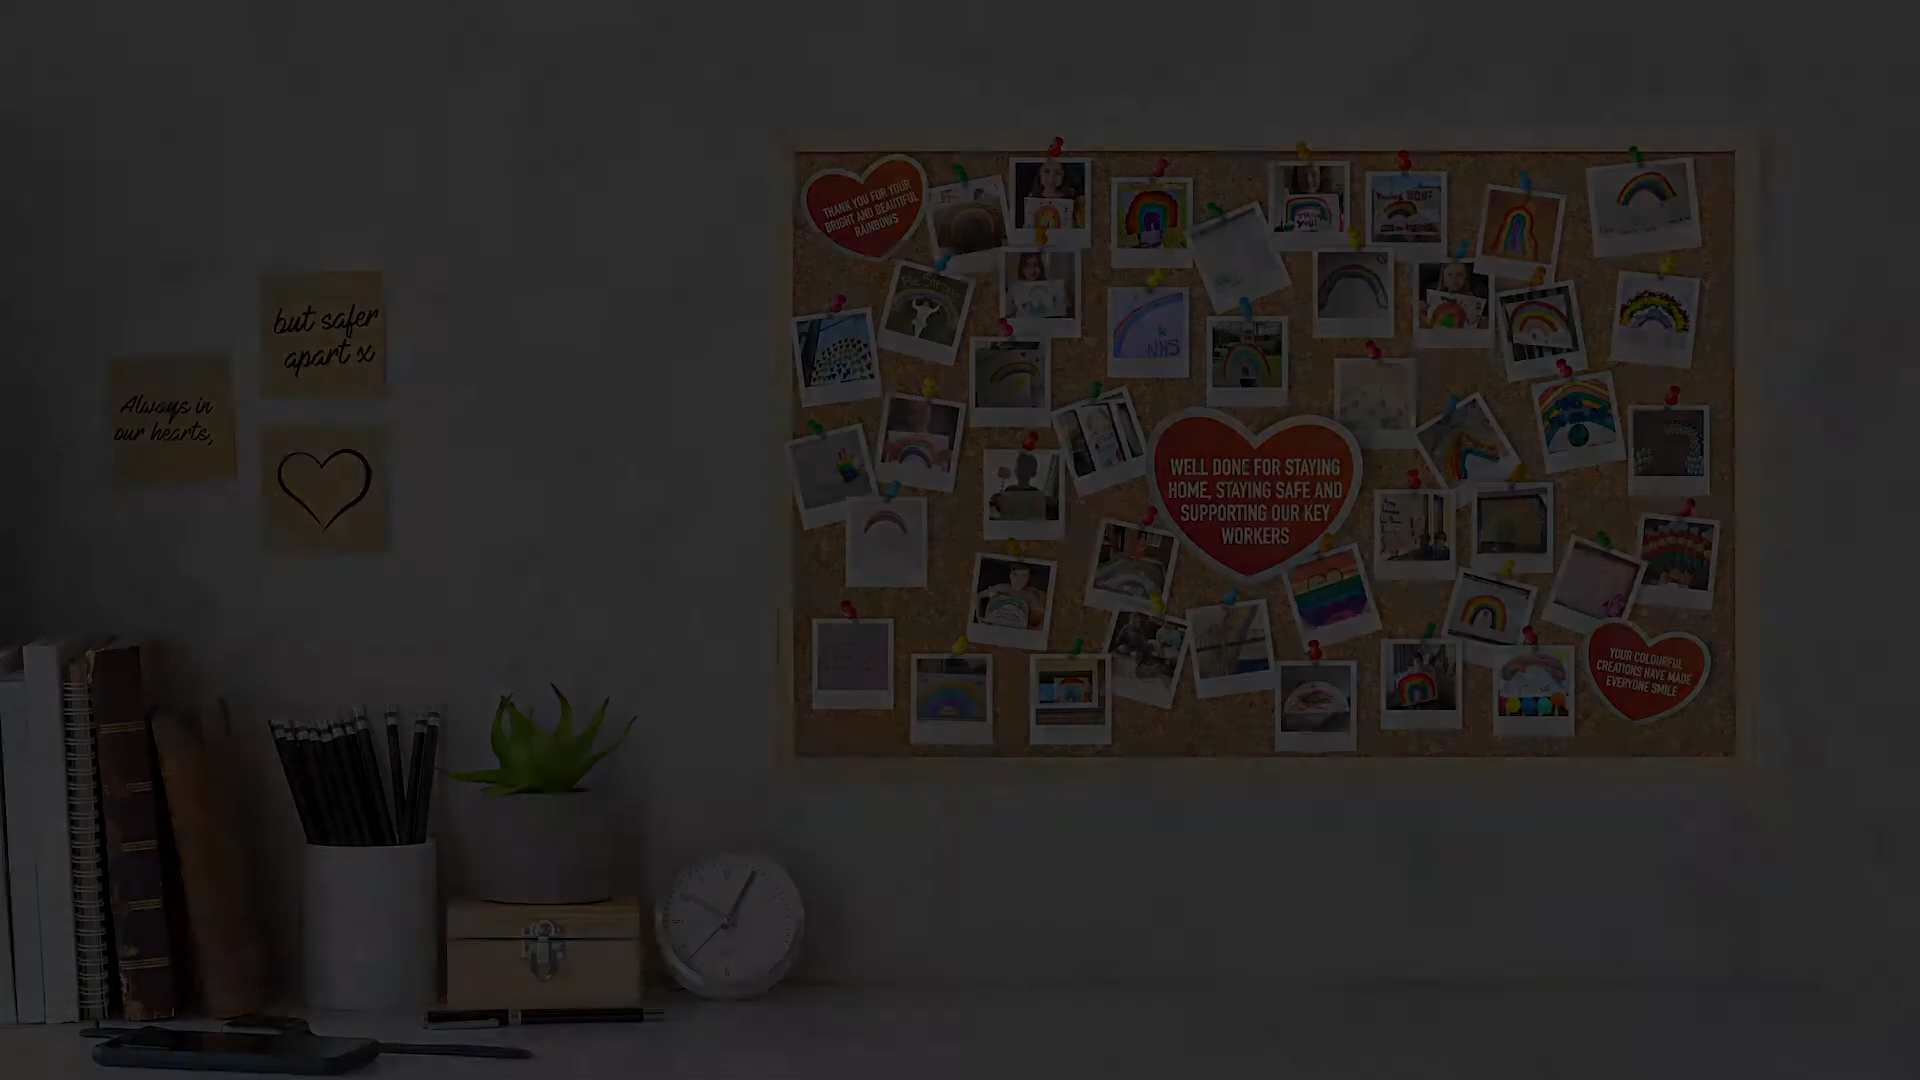 THANK YOU FOR YOUR
BRIGHT AND BEAUTIFUL
RAINBOWS
but safer
apart x
Always in
our hearts,
NHS
WELL DONE FOR STAYING
HOME, STAYING SAFE AND
SUPPORTING OUR KEY
WORKERS
YOUR COLOURFUL
CREATIONS HAVE MADE
EVERYONE SMILE